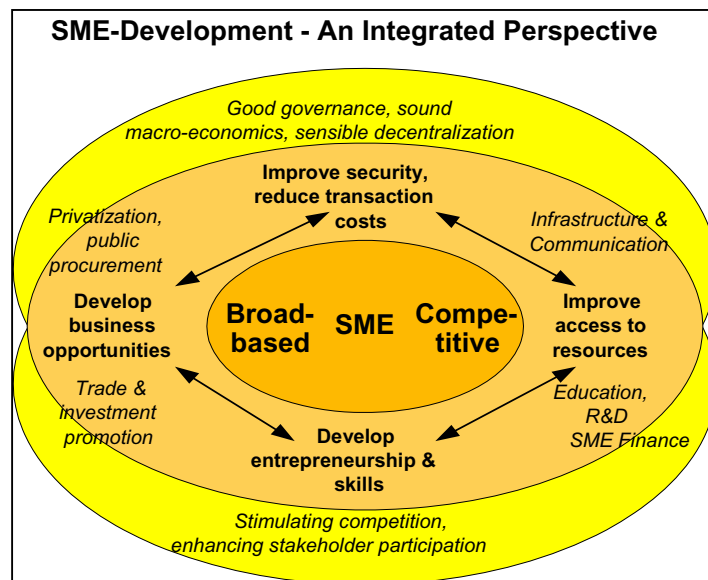 SME-Development - An Integrated Perspective
Good governance, sound
macro-economics, sensible decentralization
Improve security,
reduce transaction
costs
Privatization,
public
procurement
Infrastructure &
Communication
Develop
business
opportunities
Broad-
based
SME
Compe-
titive
Improve
access to
resources
Trade &
investment
promotion
Education,
R&D
SME Finance
Develop
entrepreneurship &
skills
Stimulating competition,
enhancing stakeholder participation